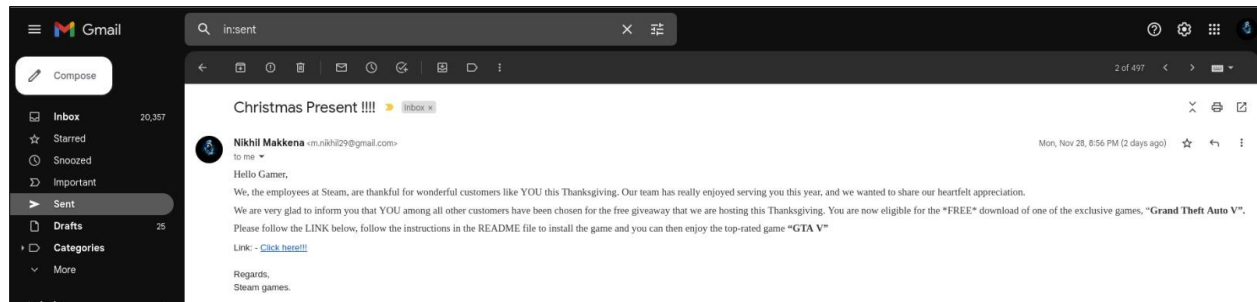 Gmail
in:sent
Compose
2 of 497
Inbox 20,357
Starred
Snoozed
Important
Sent
Drafts 25
Categories
More
Christmas Present !!!! Inbox ×
Nikhil Makkena <m.nikhil29@gmail.com>
Mon, Nov 28, 8:56 PM (2 days ago)
to me
Hello Gamer,
We, the employees at Steam, are thankful for wonderful customers like YOU this Thanksgiving. Our team has really enjoyed serving you this year, and we wanted to share our heartfelt appreciation.
We are very glad to inform you that YOU among all other customers have been chosen for the free giveaway that we are hosting this Thanksgiving. You are now eligible for the *FREE* download of one of the exclusive games, “Grand Theft Auto V”.
Please follow the LINK below, follow the instructions in the README file to install the game and you can then enjoy the top-rated game “GTA V”
Link: - Click here!!!
Regards,
Steam games.